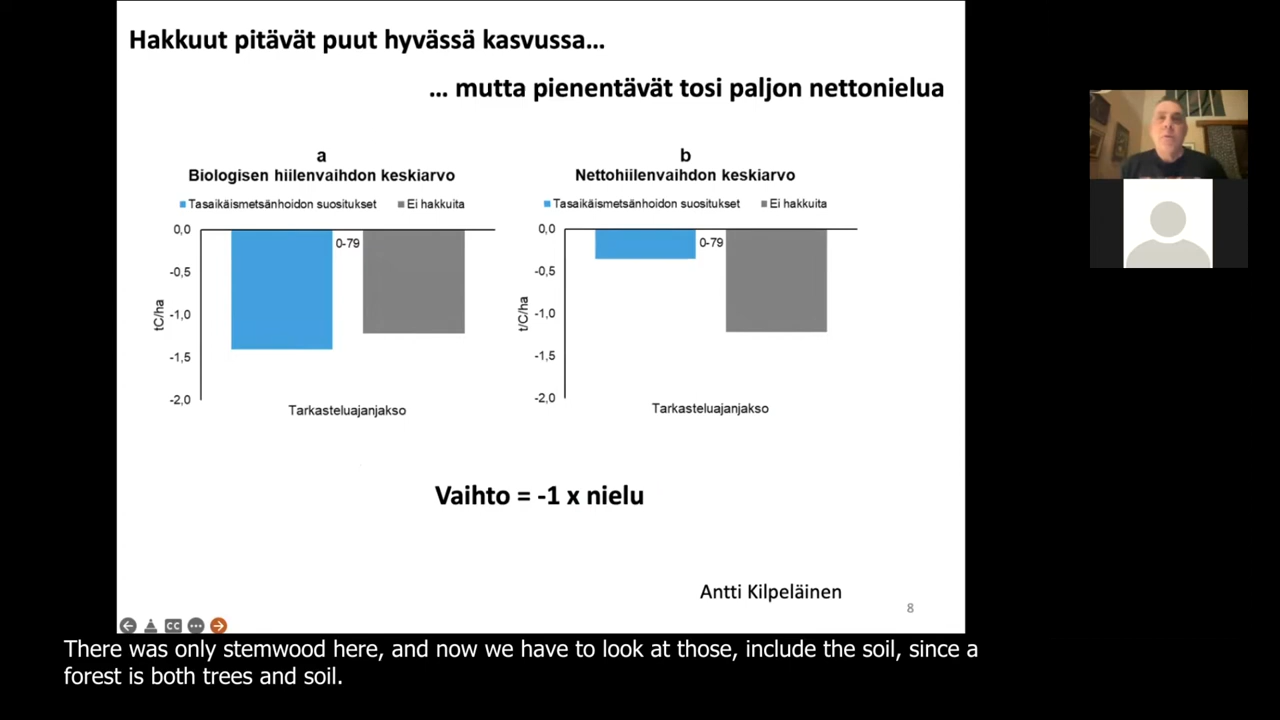 Hakkuut pitävät puut hyvässä kasvussa...
... mutta pienentävät tosi paljon nettonielua
a
Biologisen hiilenvaihdon keskiarvo
Tasaikäismetsänhoidon suositukset Ei hakkuita
0,0
0-79
-0,5
-1,0
-1,5
-2,0
tC/ha
Tarkasteluajanjakso
b
Nettohiilenvaihdon keskiarvo
Tasaikäismetsänhoidon suositukset Ei hakkuita
0,0
0-79
-0,5
-1,0
-1,5
-2,0
t/C/ha
Tarkasteluajanjakso
Vaihto = -1 x nielu
Antti Kilpeläinen
8
CC
There was only stemwood here, and now we have to look at those, include the soil, since a
forest is both trees and soil.